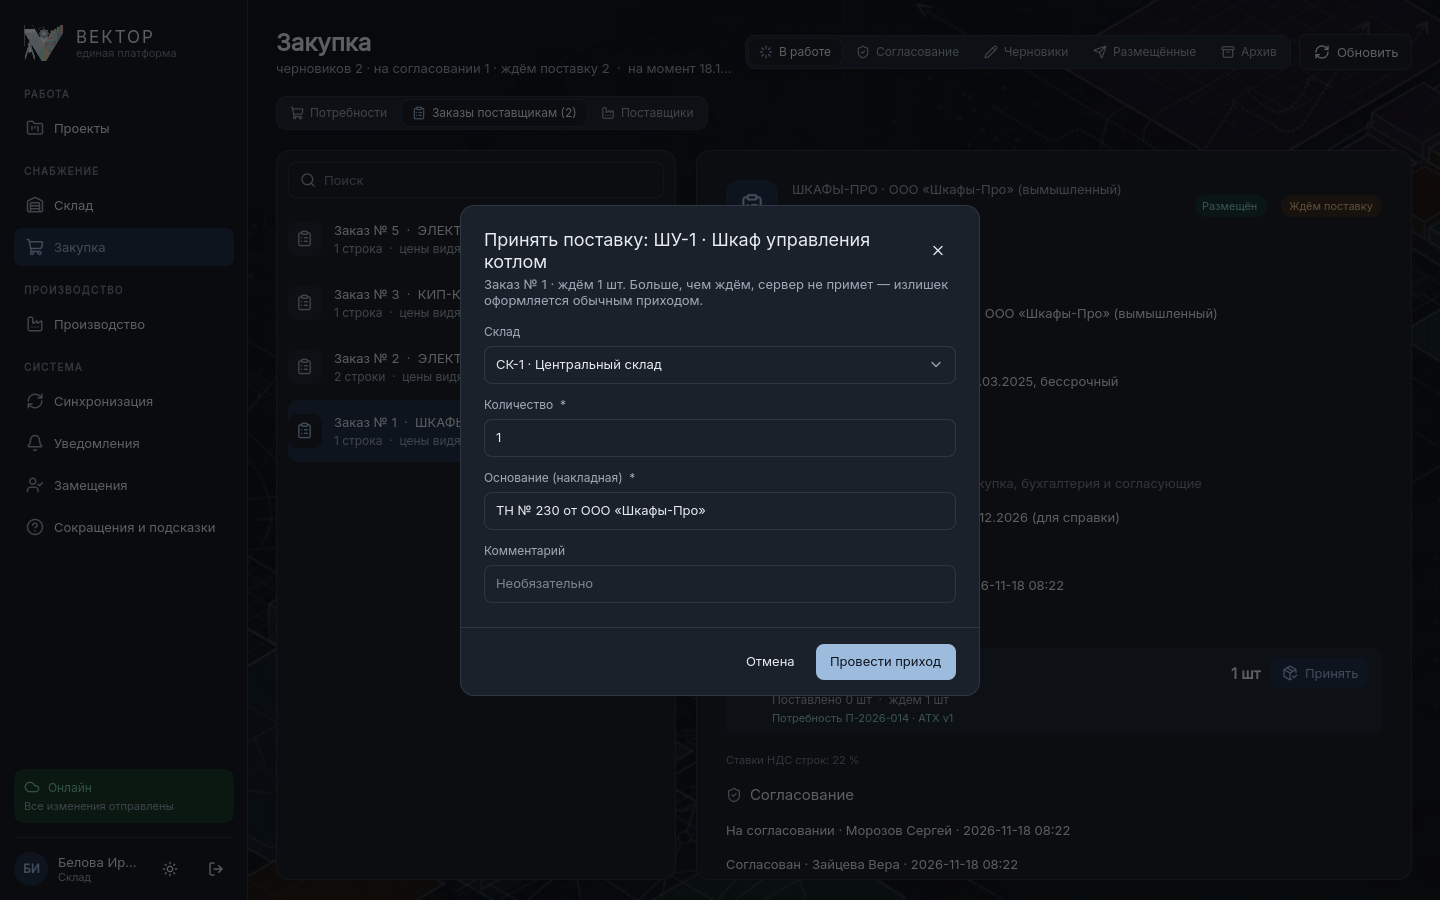 ВЕКТОР
единая платформа
РАБОТА
Проекты
СНАБЖЕНИЕ
Склад
Закупка
ПРОИЗВОДСТВО
Производство
СИСТЕМА
Синхронизация
Уведомления
Замещения
Сокращения и подсказки
Онлайн
Все изменения отправлены
БИ
Белова Ир...
Склад
Закупка
черновиков 2 · на согласовании 1 · ждём поставку 2 · на момент 18.1...
В работе
Согласование
Черновики
Размещённые
Архив
Обновить
Потребности
Заказы поставщикам (2)
Поставщики
Поиск
Заказ № 5 · ЭЛЕКТ
1 строка · цены видя
Заказ № 3 · КИП-К
1 строка · цены видя
Заказ № 2 · ЭЛЕКТ
2 строки · цены видя
Заказ № 1 · ШКАФЫ
1 строка · цены видя
ШКАФЫ-ПРО · ООО «Шкафы-Про» (вымышленный)
Размещён
Ждём поставку
ООО «Шкафы-Про» (вымышленный)
.03.2025, бессрочный
купка, бухгалтерия и согласующие
12.2026 (для справки)
6-11-18 08:22
1 шт
Принять
Поставлено 0 шт · ждём 1 шт
Потребность П-2026-014 · АТХ v1
Ставки НДС строк: 22 %
Согласование
На согласовании · Морозов Сергей · 2026-11-18 08:22
Согласован · Зайцева Вера · 2026-11-18 08:22
Принять поставку: ШУ-1 · Шкаф управления
котлом
Заказ № 1 · ждём 1 шт. Больше, чем ждём, сервер не примет — излишек
оформляется обычным приходом.
Склад
СК-1 · Центральный склад
Количество *
1
Основание (накладная) *
ТН № 230 от ООО «Шкафы-Про»
Комментарий
Необязательно
Отмена
Провести приход